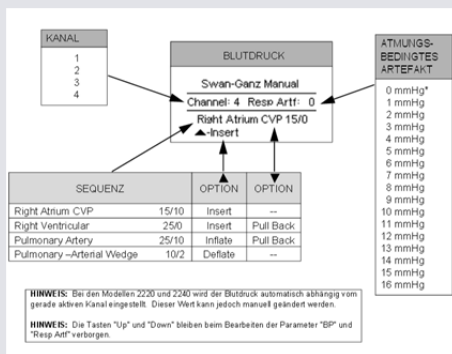 KANAL
1
2
3
4
BLUTDRUCK
Swan-Ganz Manual
Channel: 4 Resp Artf: 0
Right Atrium CVP 15/0
▲-Insert
ATMUNGS-
BEDINGTES
ARTEFAKT
0 mmHg*
1 mmHg
2 mmHg
3 mmHg
4 mmHg
5 mmHg
6 mmHg
7 mmHg
8 mmHg
9 mmHg
10 mmHg
11 mmHg
12 mmHg
13 mmHg
14 mmHg
15 mmHg
16 mmHg
SEQUENZ OPTION OPTION
Right Atrium CVP 15/10 Insert --
Right Ventricular 25/0 Insert Pull Back
Pulmonary Artery 25/10 Inflate Pull Back
Pulmonary –Arterial Wedge 10/2 Deflate --
HINWEIS: Bei den Modellen 2220 und 2240 wird der Blutdruck automatisch abhängig vom
gerade aktiven Kanal eingestellt. Dieser Wert kann jedoch manuell geändert werden.
HINWEIS: Die Tasten "Up" und "Down" bleiben beim Bearbeiten der Parameter "BP" und
"Resp Artf" verborgen.